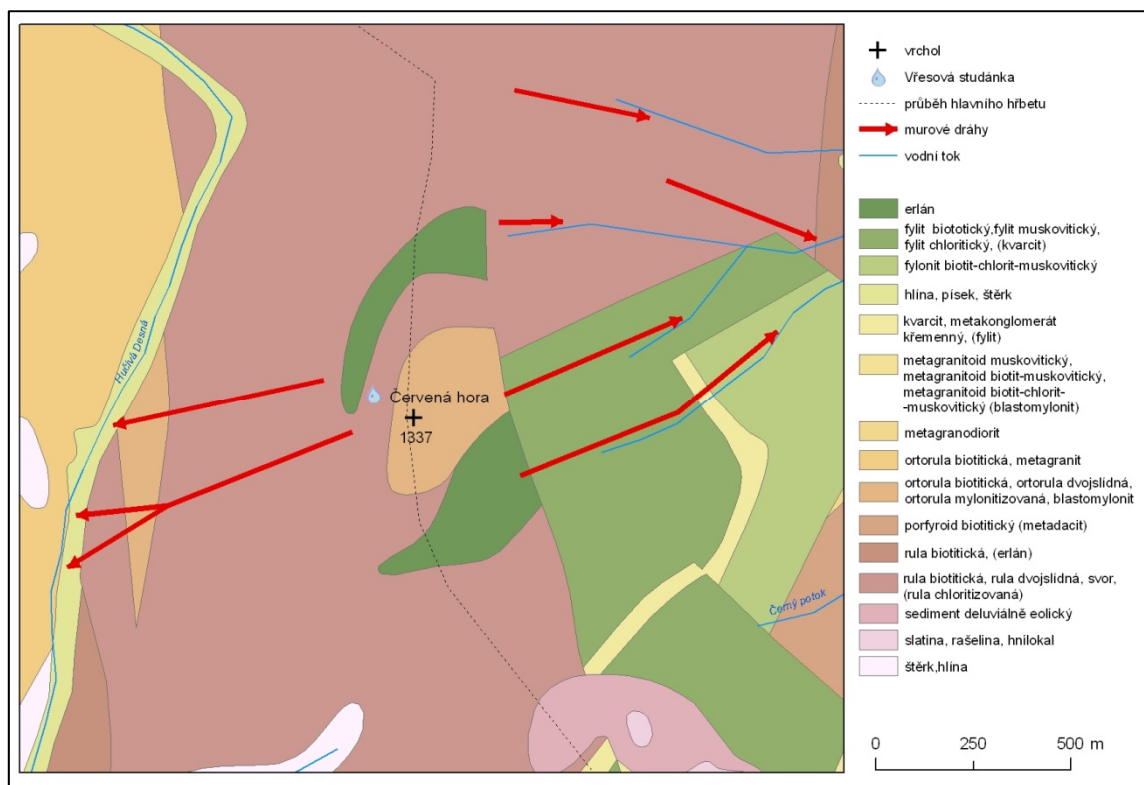 Hučivá Desná
Červená hora
1337
Černý potok
vrchol
Vřesová studánka
průběh hlavního hřbetu
murové dráhy
vodní tok
erlán
fylit biototický,fylit muskovitický,
fylit chloritický, (kvarcit)
fylonit biotit-chlorit-muskovitický
hlína, písek, štěrk
kvarcit, metakonglomerát
křemenný, (fylit)
metagranitoid muskovitický,
metagranitoid biotit-muskovitický,
metagranitoid biotit-chlorit-
-muskovitický (blastomylonit)
metagranodiorit
ortorula biotitická, metagranit
ortorula biotitická, ortorula dvojslídná,
ortorula mylonitizovaná, blastomylonit
porfyroid biotitický (metadacit)
rula biotitická, (erlán)
rula biotitická, rula dvojslídná, svor,
(rula chloritizovaná)
sediment deluviálně eolický
slatina, rašelina, hnilokal
štěrk,hlína
0 250 500 m